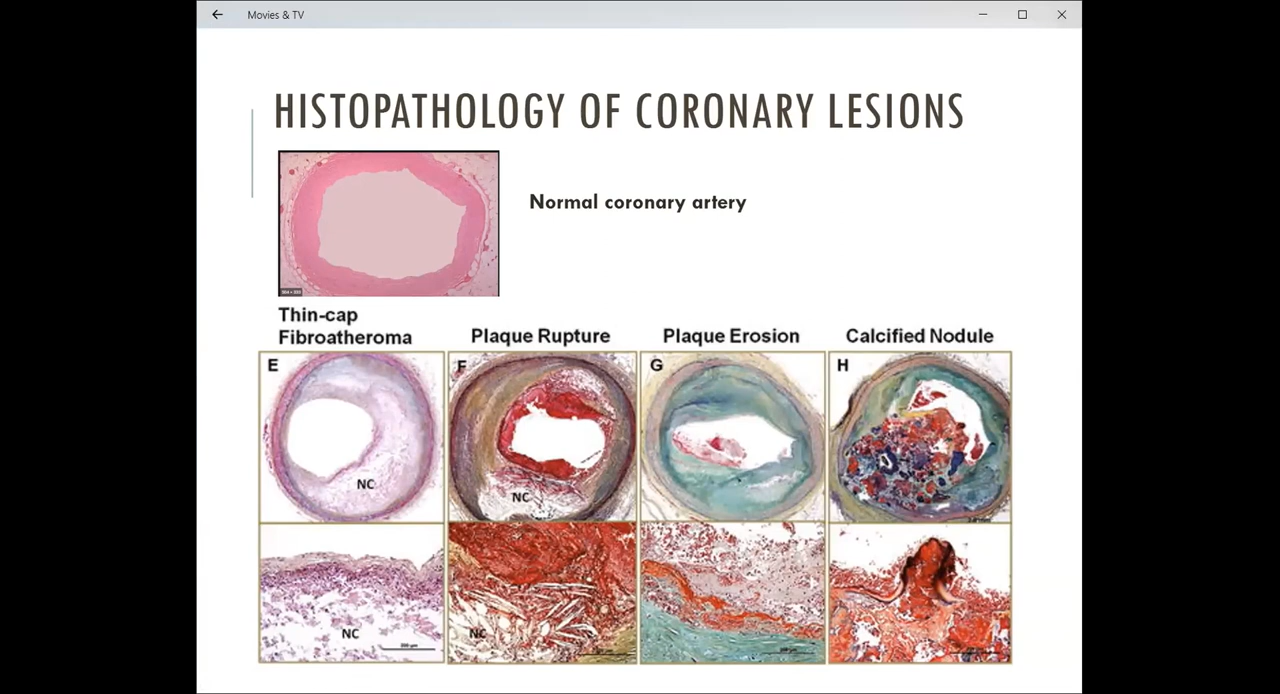 Movies & TV
HISTOPATHOLOGY OF CORONARY LESIONS
Normal coronary artery
Thin-cap
Fibroatheroma
Plaque Rupture
Plaque Erosion
Calcified Nodule
E
F
G
H
NC
NC
NC
NC